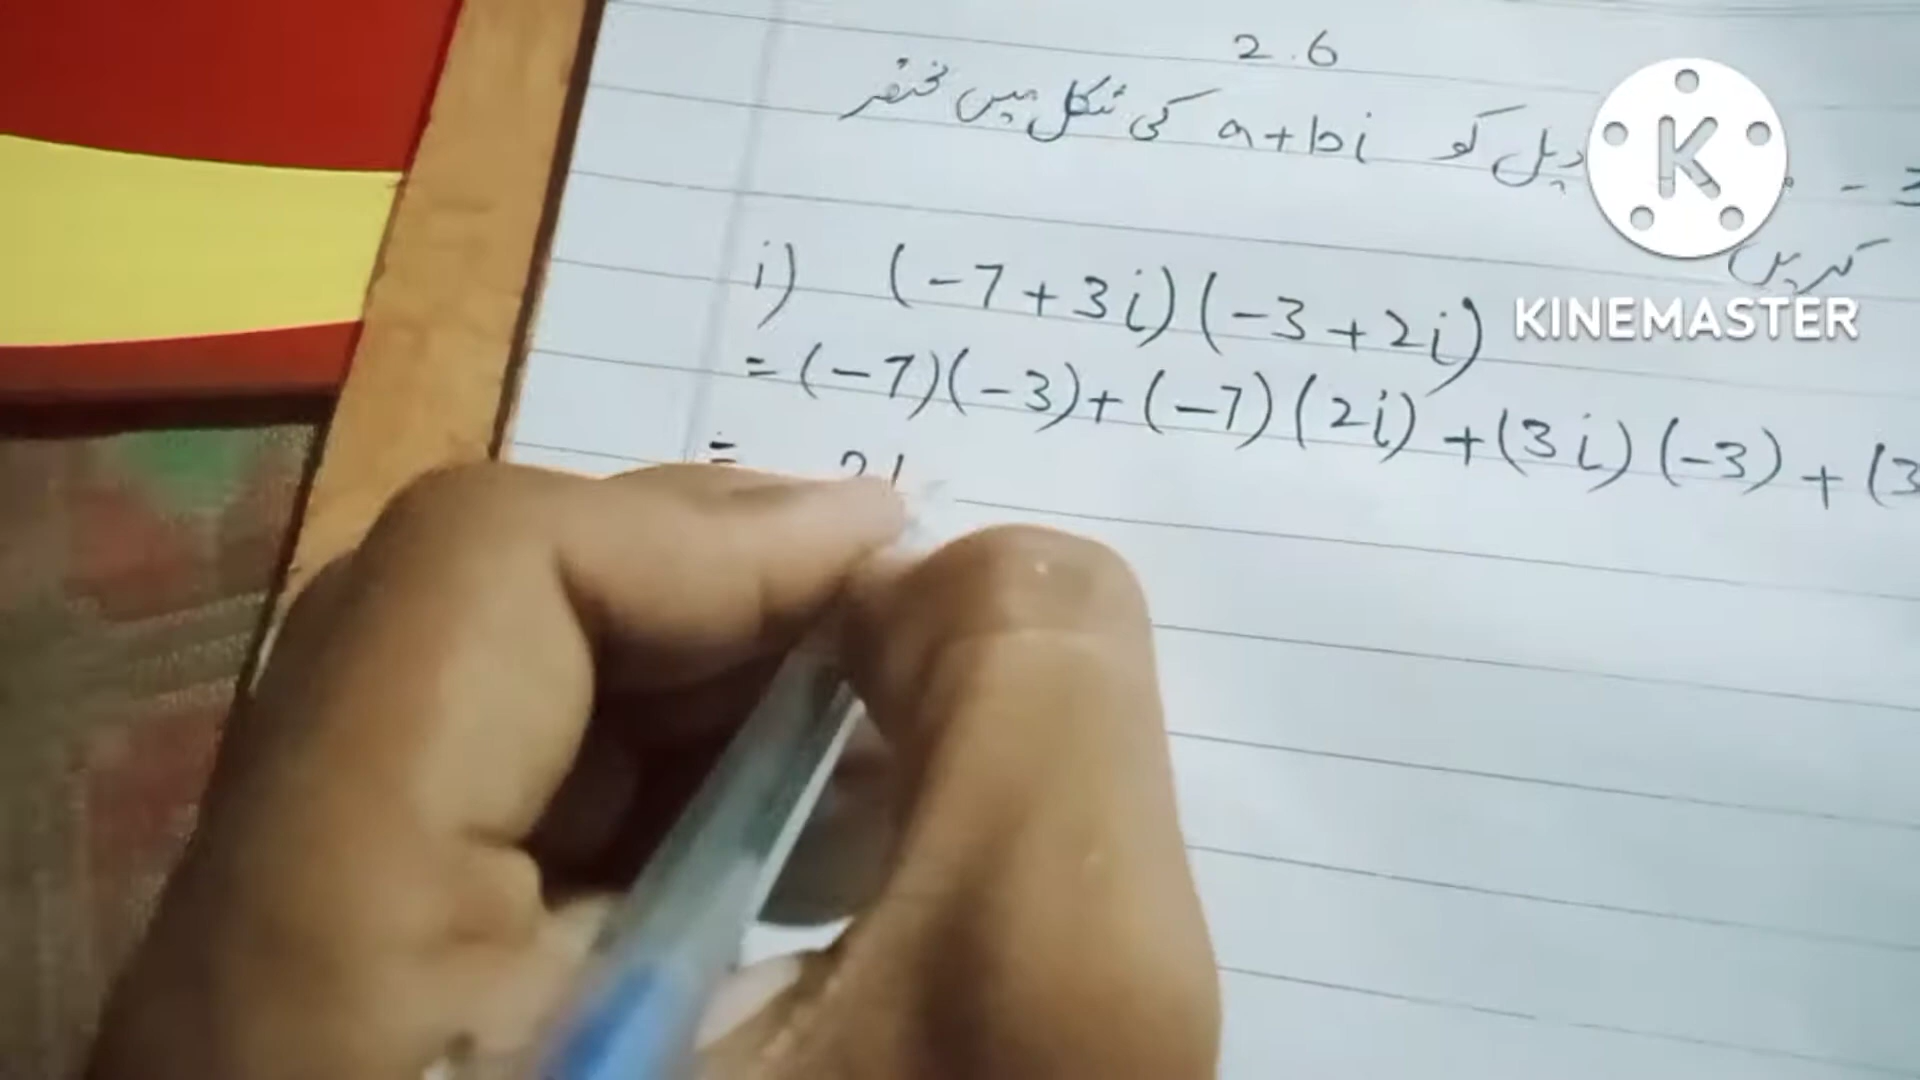 2.6
ذیل کو a+bi کی شکل میں مختصر
کریں
i) (-7+3i)(-3+2i)
= (-7)(-3)+(-7)(2i)+(3i)(-3)+(3
= 21
KINEMASTER